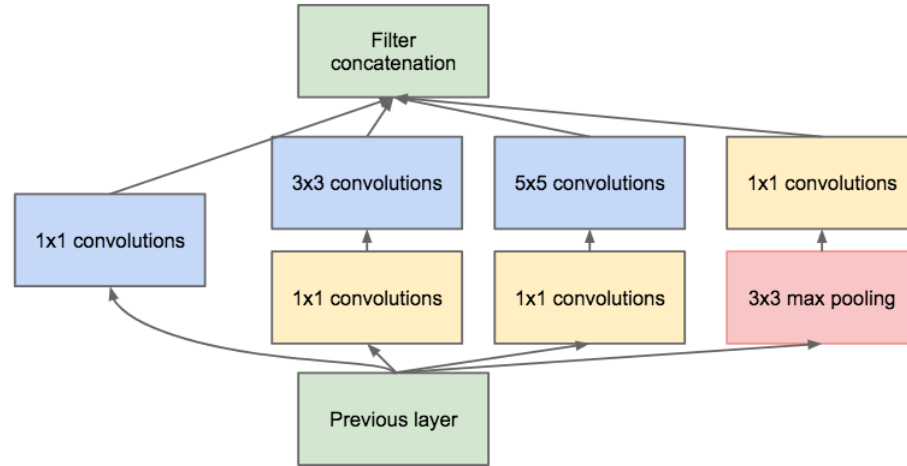 Filter
concatenation
3x3 convolutions
5x5 convolutions
1x1 convolutions
1x1 convolutions
1x1 convolutions
1x1 convolutions
3x3 max pooling
Previous layer